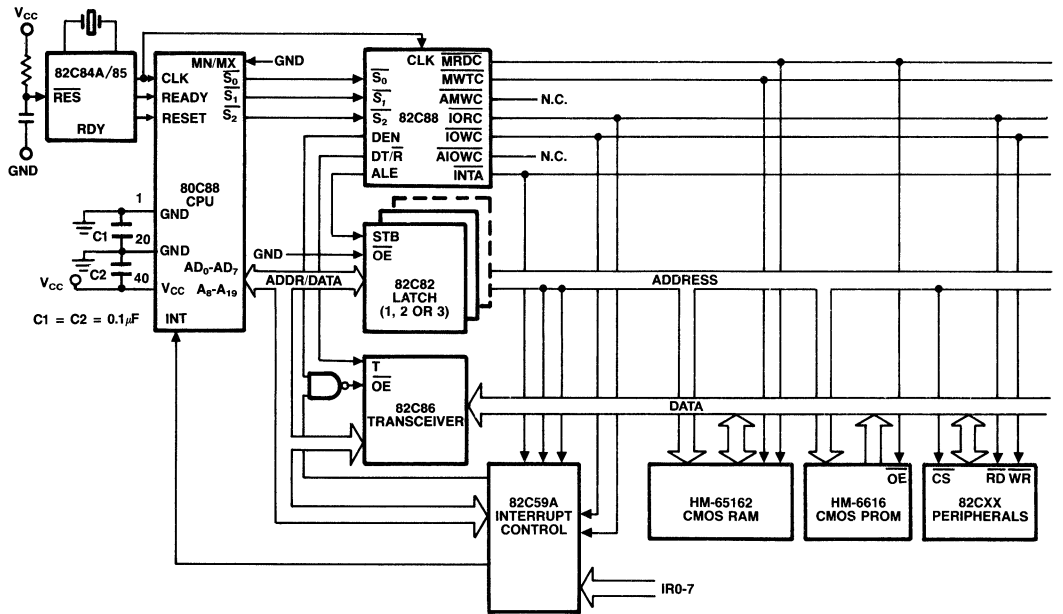 VCC
82C84A/85
RES
RDY
GND
CLK
READY
RESET
MN/MX
S0
S1
S2
GND
80C88
CPU
1
GND
C1
20
GND
C2
40
VCC
VCC
AD0-AD7
A8-A19
INT
C1 = C2 = 0.1μF
CLK
MRDC
S0
MWTC
S1
AMWC
N.C.
82C88
S2
IORC
DEN
IOWC
DT/R
AIOWC
N.C.
ALE
INTA
STB
GND
OE
ADDR/DATA
82C82
LATCH
(1, 2 OR 3)
ADDRESS
T
OE
82C86
TRANSCEIVER
DATA
82C59A
INTERRUPT
CONTROL
IR0-7
HM-65162
CMOS RAM
OE
HM-6616
CMOS PROM
CS
RD WR
82CXX
PERIPHERALS